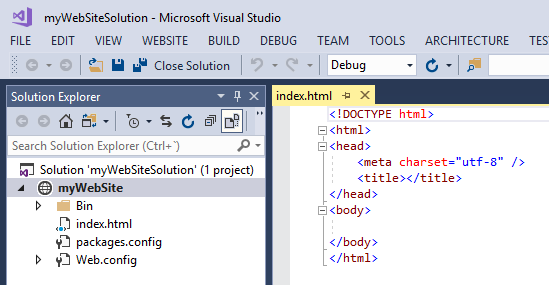 myWebSiteSolution - Microsoft Visual Studio
FILE EDIT VIEW WEBSITE BUILD DEBUG TEAM TOOLS ARCHITECTURE TEST
Close Solution Debug
Solution Explorer
Search Solution Explorer (Ctrl+`)
Solution 'myWebSiteSolution' (1 project)
myWebSite
Bin
index.html
packages.config
Web.config
index.html
<!DOCTYPE html>
<html>
<head>
<meta charset="utf-8" />
<title></title>
</head>
<body>
</body>
</html>